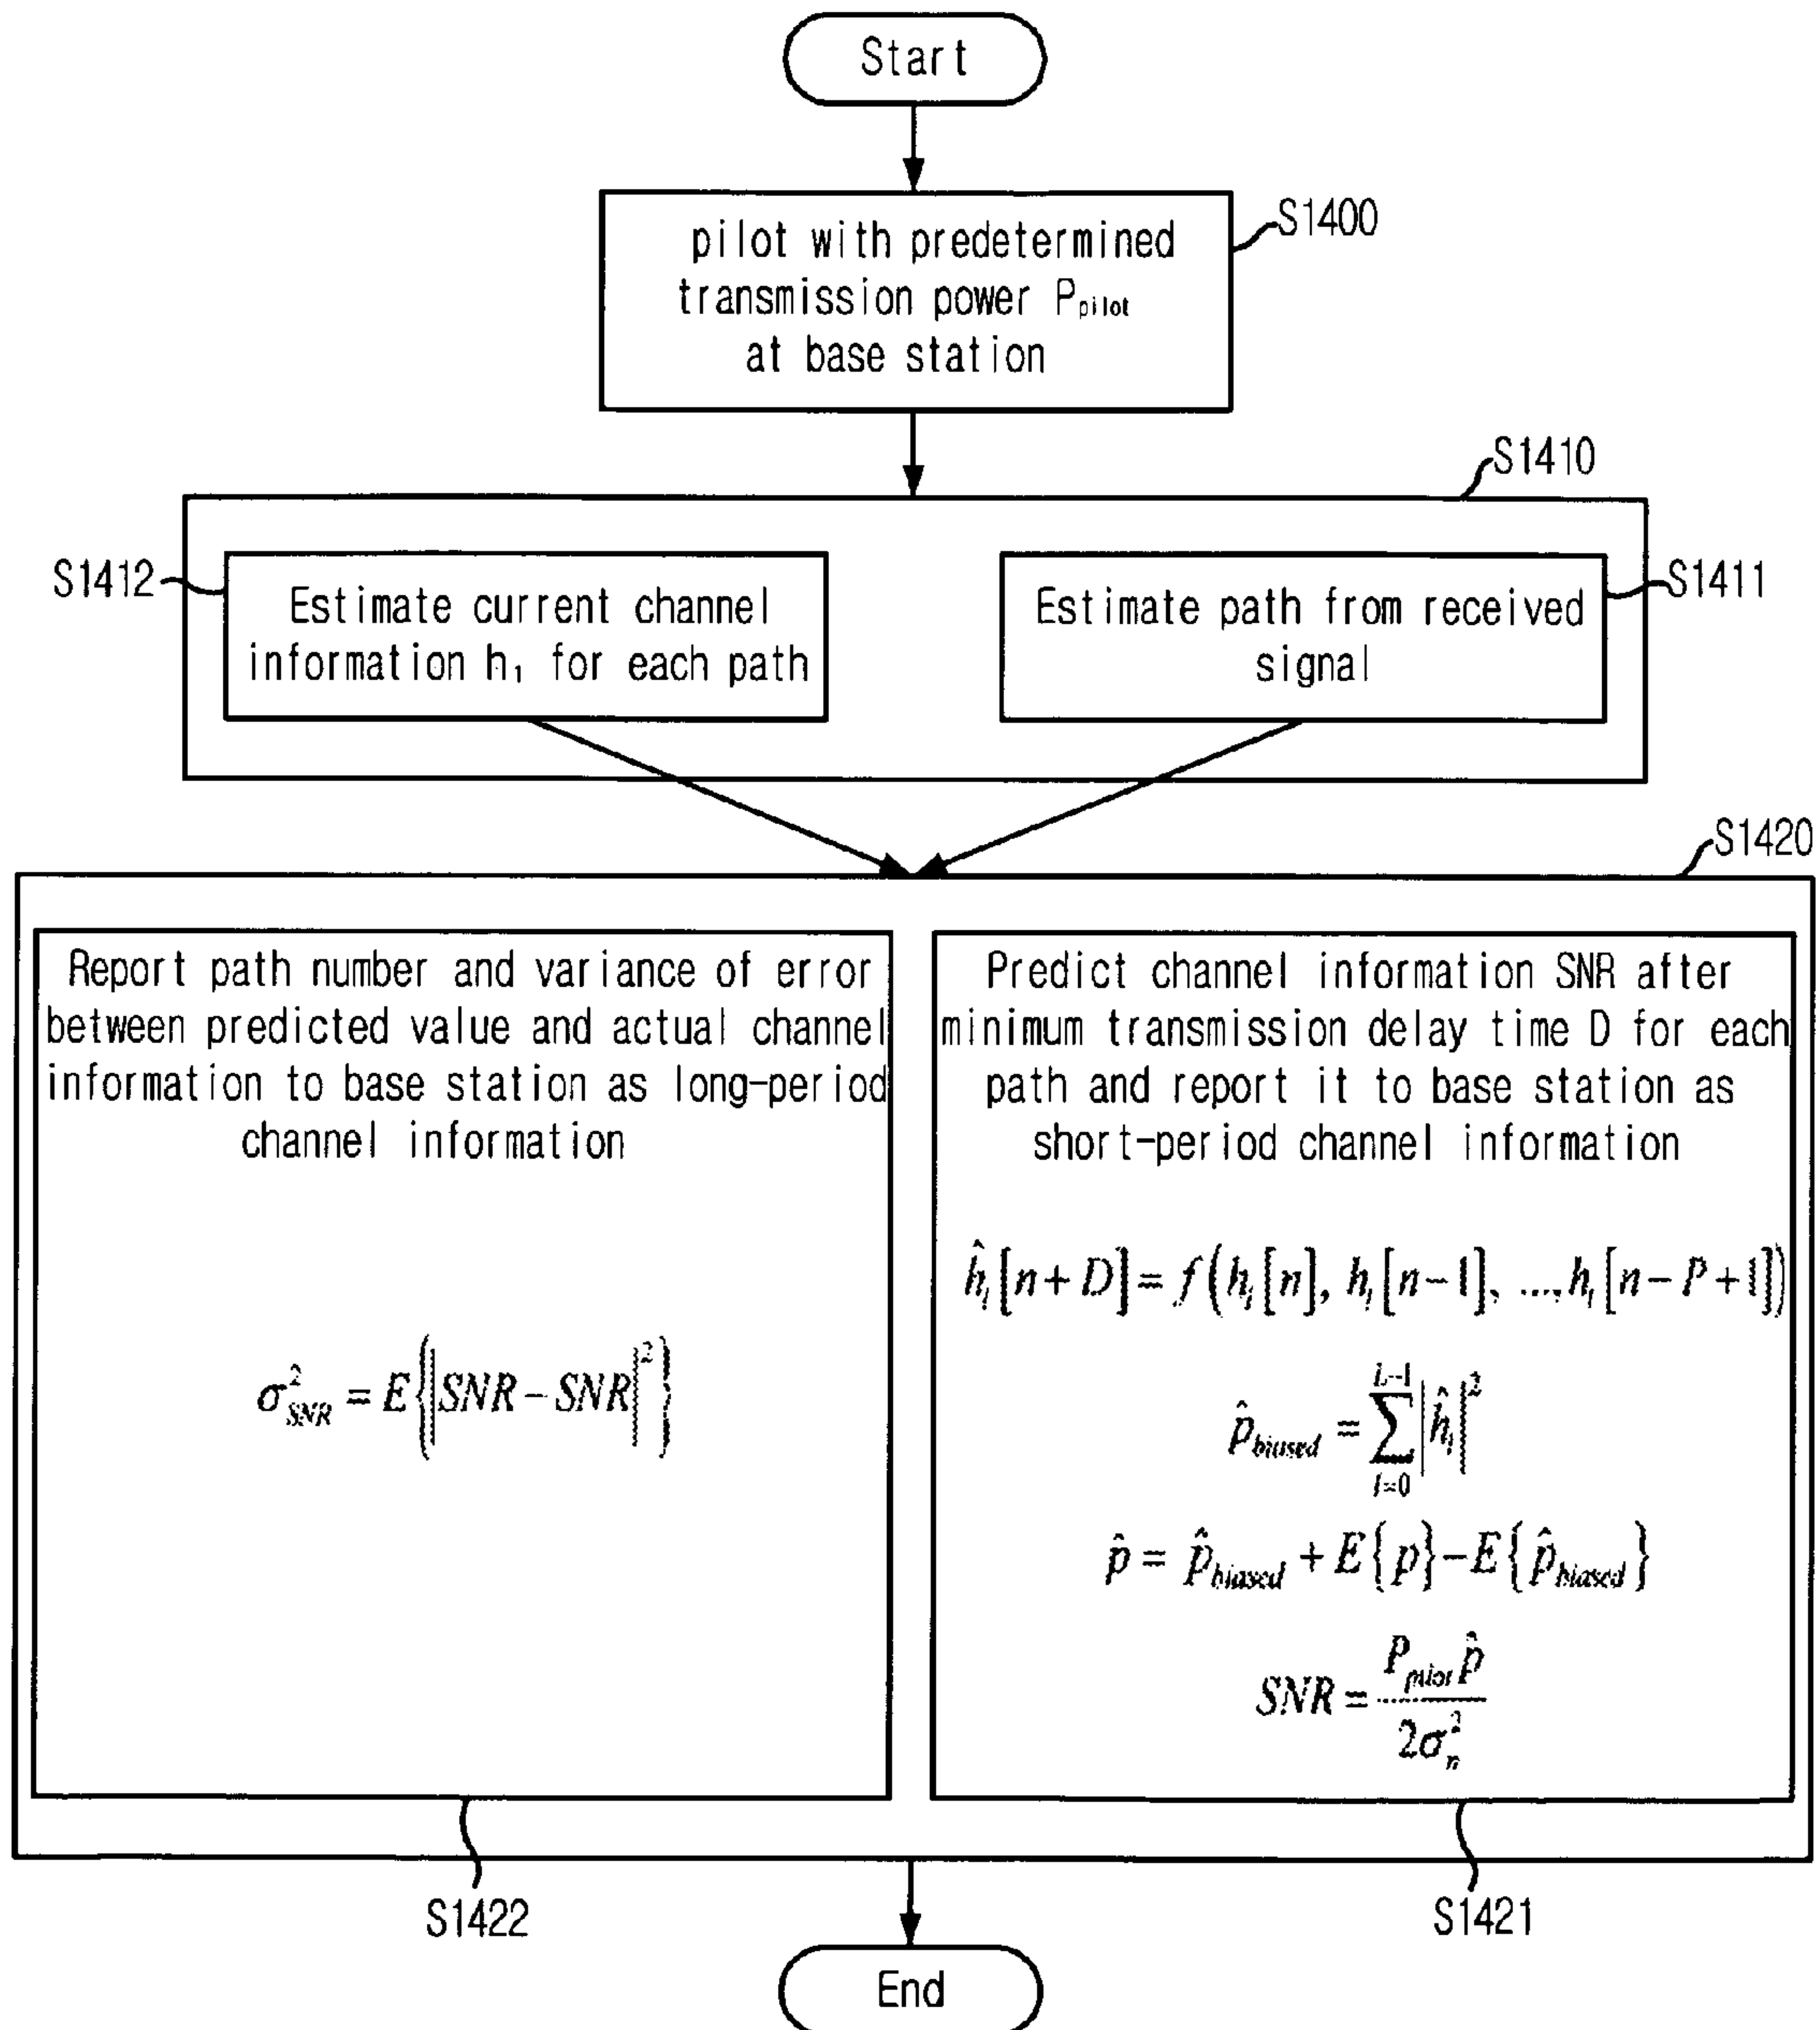 Start
pilot with predetermined
transmission power P_pilot
at base station
S1400
S1410
S1412
Estimate current channel
information h₁ for each path
Estimate path from received
signal
S1411
S1420
Report path number and variance of error
between predicted value and actual channel
information to base station as long-period
channel information
σ²_SNR = E{|SNR − SNR|²}
Predict channel information SNR after
minimum transmission delay time D for each
path and report it to base station as
short-period channel information
ĥ_l[n+D] = f(h_l[n], h_l[n−1], ..., h_l[n−P+1])
p̂_biased = ∑_{l=0}^{L−1} |ĥ_l|²
p̂ = p̂_biased + E{p} − E{p̂_biased}
SNR = P_pilot p̂ / 2σ_n²
S1422
S1421
End